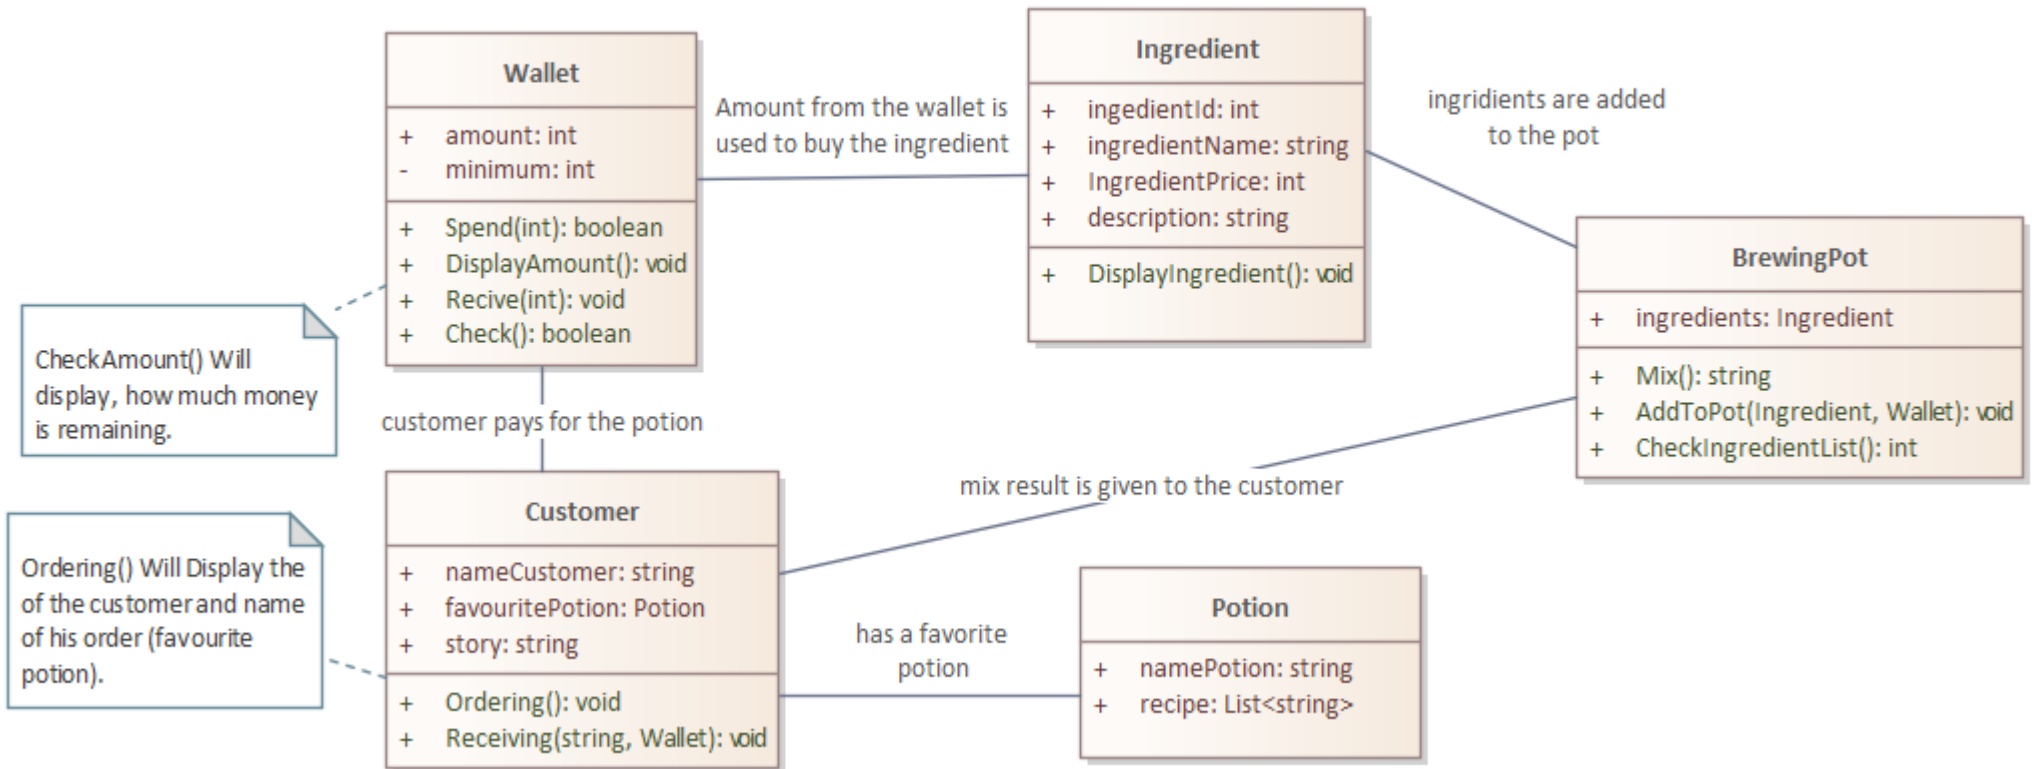 Wallet
+ amount: int
- minimum: int
+ Spend(int): boolean
+ DisplayAmount(): void
+ Recive(int): void
+ Check(): boolean
Amount from the wallet is
used to buy the ingredient
Ingredient
+ ingedientId: int
+ ingredientName: string
+ IngredientPrice: int
+ description: string
+ DisplayIngredient(): void
ingridients are added
to the pot
BrewingPot
+ ingredients: Ingredient
+ Mix(): string
+ AddToPot(Ingredient, Wallet): void
+ CheckIngredientList(): int
CheckAmount() Will
display, how much money
is remaining.
customer pays for the potion
mix result is given to the customer
Ordering() Will Display the
of the customer and name
of his order (favourite
potion).
Customer
+ nameCustomer: string
+ favouritePotion: Potion
+ story: string
+ Ordering(): void
+ Receiving(string, Wallet): void
has a favorite
potion
Potion
+ namePotion: string
+ recipe: List<string>